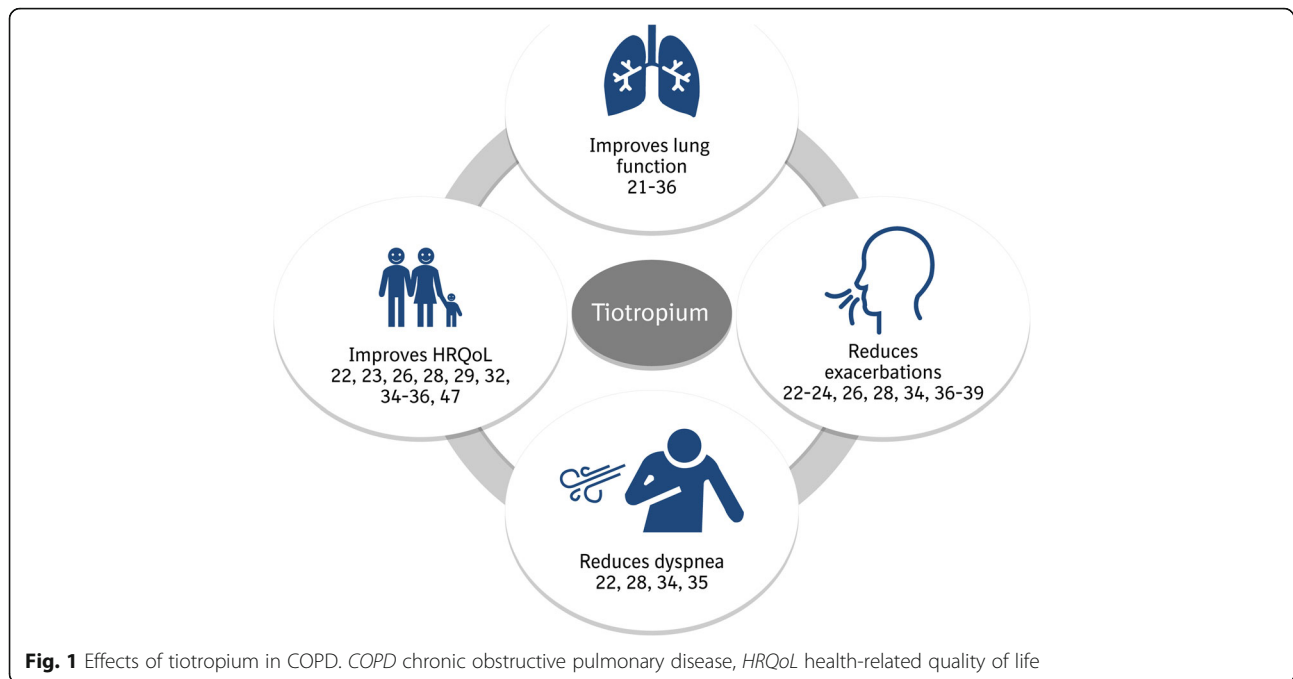 Improves lung
function
21-36
Improves HRQoL
22, 23, 26, 28, 29, 32,
34-36, 47
Tiotropium
Reduces
exacerbations
22-24, 26, 28, 34, 36-39
Reduces dyspnea
22, 28, 34, 35
Fig. 1 Effects of tiotropium in COPD. COPD chronic obstructive pulmonary disease, HRQoL health-related quality of life